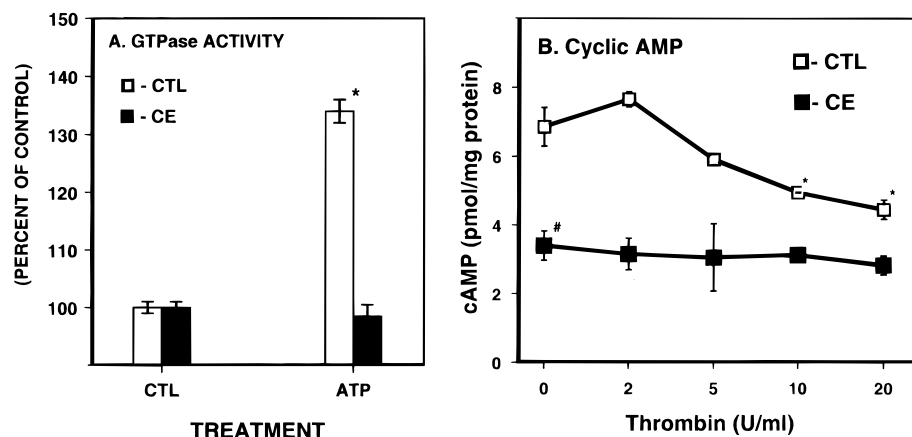 A. GTPase ACTIVITY
- CTL
- CE
*
150
140
130
120
110
100
(PERCENT OF CONTROL)
CTL
ATP
TREATMENT
B. Cyclic AMP
- CTL
- CE
8
6
4
2
0
cAMP (pmol/mg protein)
*
*
#
0
2
5
10
20
Thrombin (U/ml)